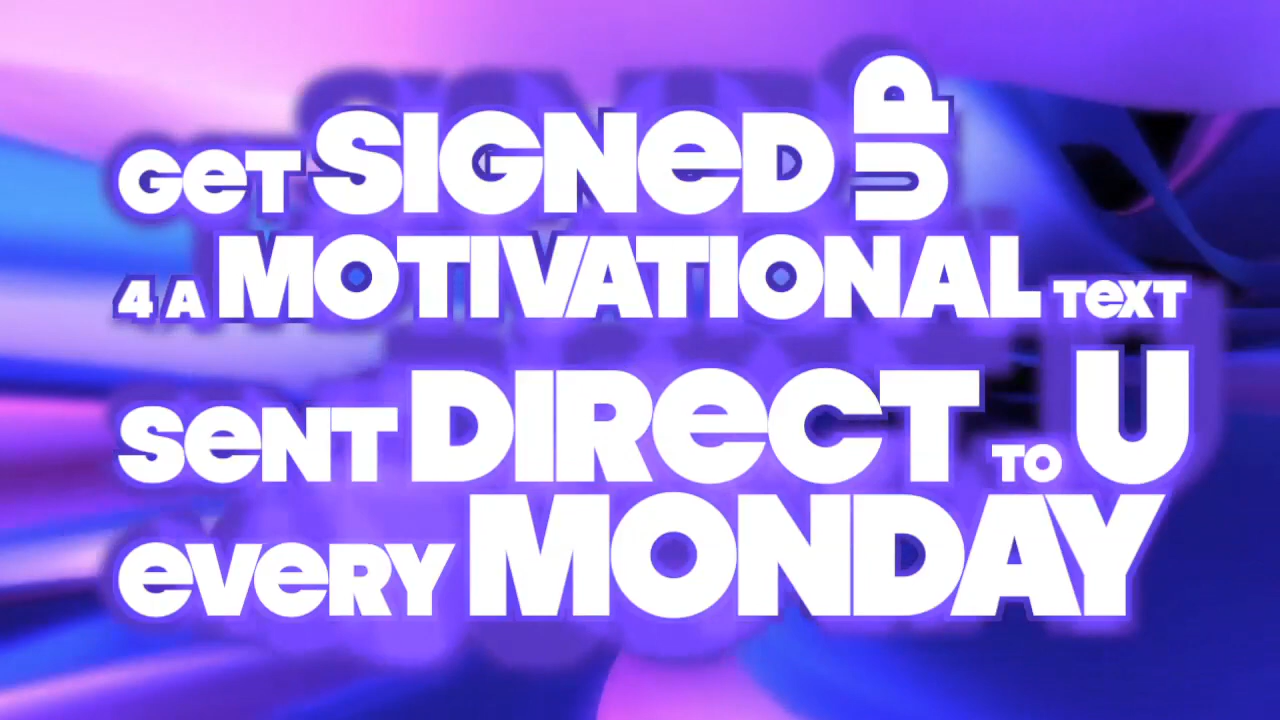 GeT SIGNeD UP
4 A MOTIVATIONAL TeXT
SeNT DIReCT TO U
eVeRY MONDAY